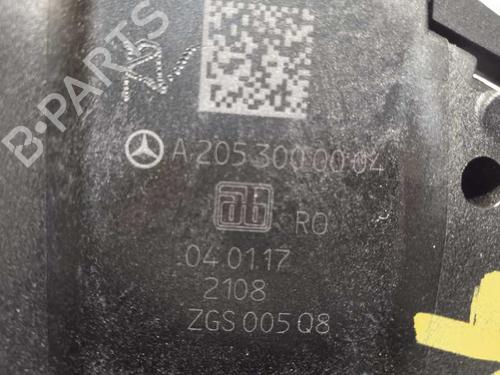 B-PARTS
A 205 300 00 04
ab RO
04.01.17
2108
ZGS 005 Q8